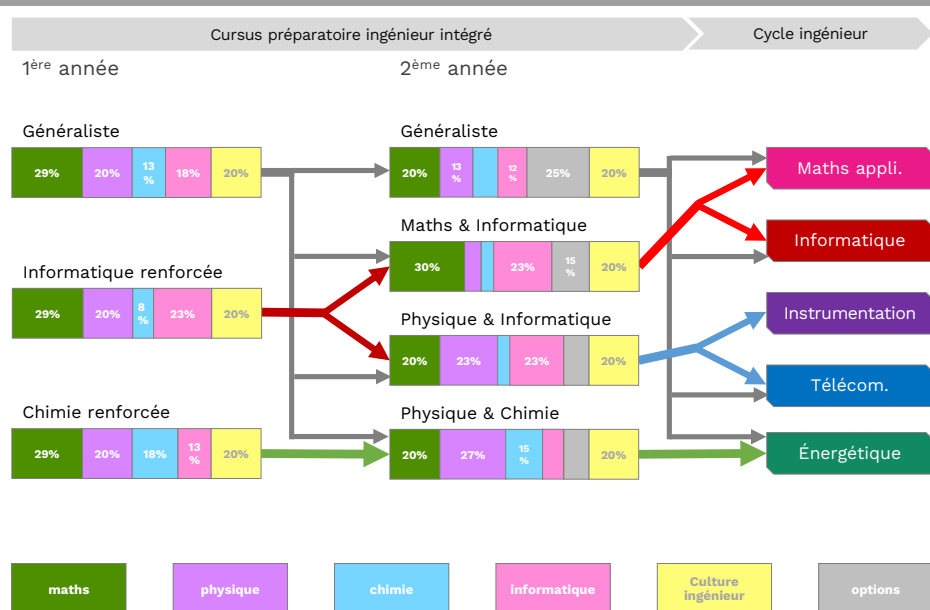 Cursus préparatoire ingénieur intégré
Cycle ingénieur
1ère année
2ème année
Généraliste
29% 20% 13 % 18% 20%
Informatique renforcée
29% 20% 8 % 23% 20%
Chimie renforcée
29% 20% 18% 13 % 20%
Généraliste
20% 13 % 12 % 25% 20%
Maths & Informatique
30% 23% 15 % 20%
Physique & Informatique
20% 23% 23% 20%
Physique & Chimie
20% 27% 15 % 20%
Maths appli.
Informatique
Instrumentation
Télécom.
Énergétique
maths
physique
chimie
informatique
Culture
ingénieur
options